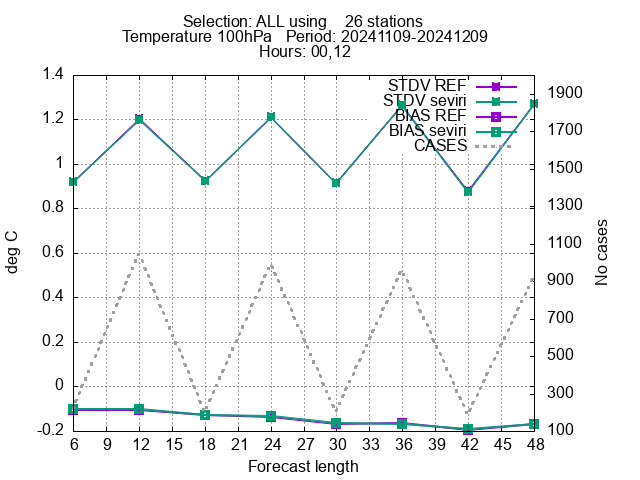 Selection: ALL using    26 stations
Temperature 100hPa   Period: 20241109-20241209
Hours: 00,12
STDV REF
STDV seviri
BIAS REF
BIAS seviri
CASES
deg C
1.4
1.2
1
0.8
0.6
0.4
0.2
0
-0.2
No cases
1900
1700
1500
1300
1100
900
700
500
300
100
6 9 12 15 18 21 24 27 30 33 36 39 42 45 48
Forecast length